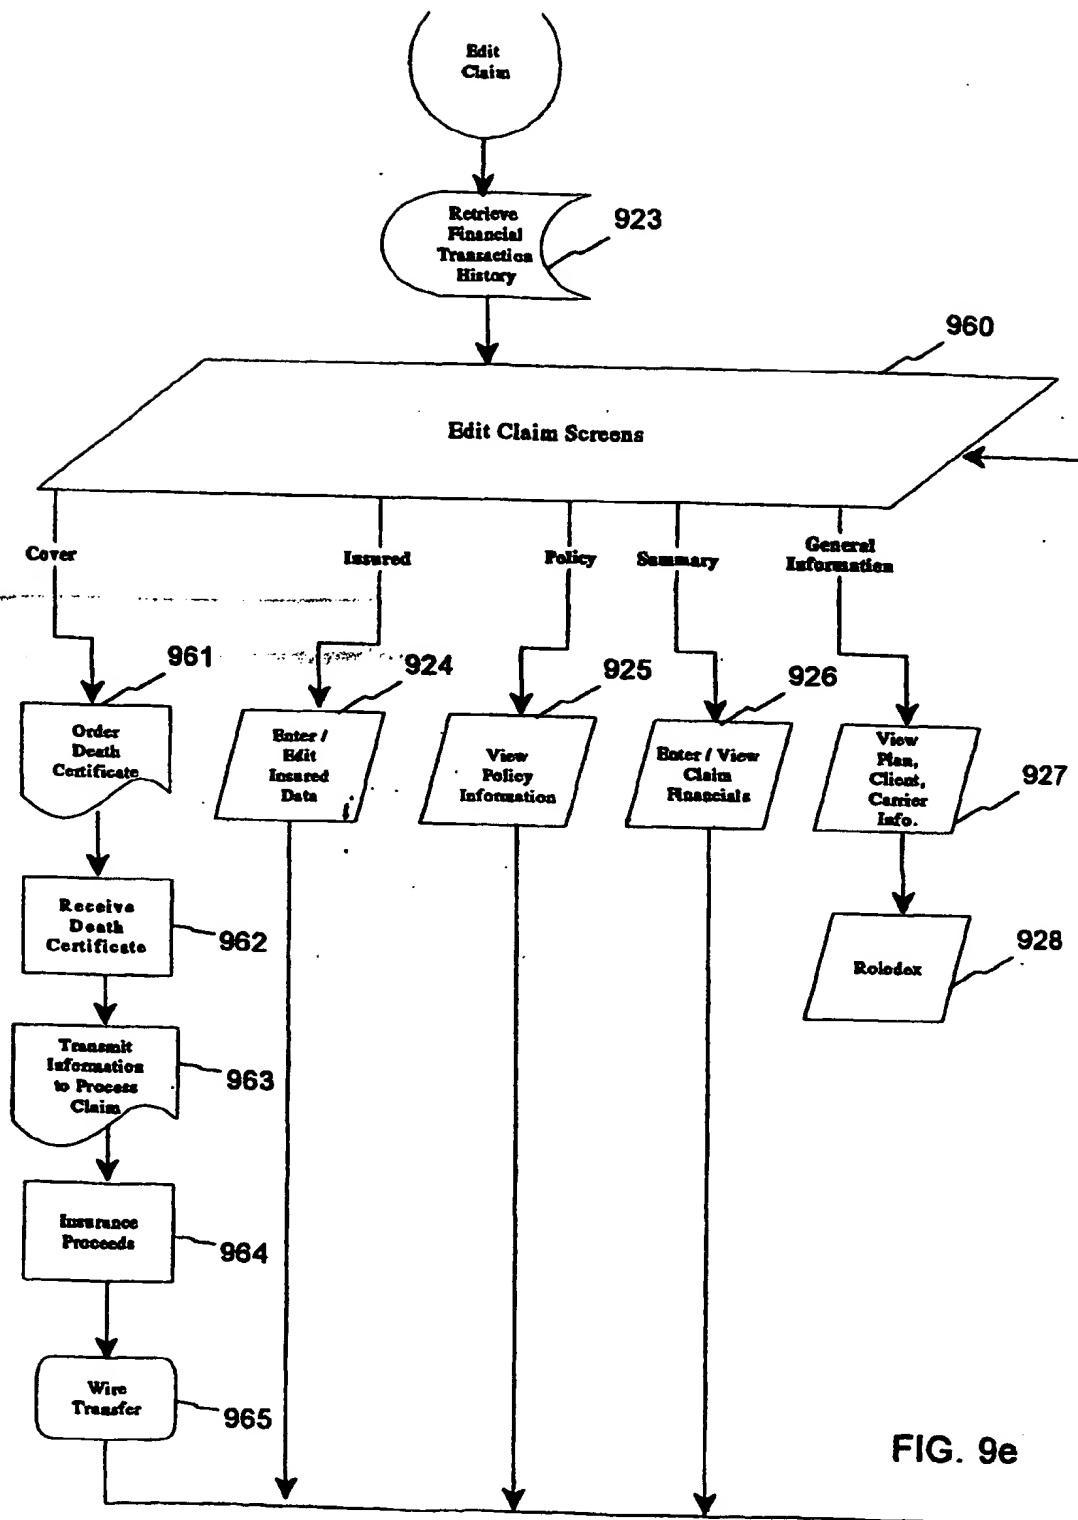 Edit
Claim
Retrieve
Financial
Transaction
History
923
960
Edit Claim Screens
Cover
Insured
Policy
Summary
General
Information
961
924
925
926
Order
Death
Certificate
Enter /
Edit
Insured
Data
View
Policy
Information
Enter / View
Claim
Financials
View
Plan,
Client,
Carrier
Info.
927
Receive
Death
Certificate
962
Rolodex
928
Transmit
Information
to Process
Claim
963
Insurance
Proceeds
964
Wire
Transfer
965
FIG. 9e